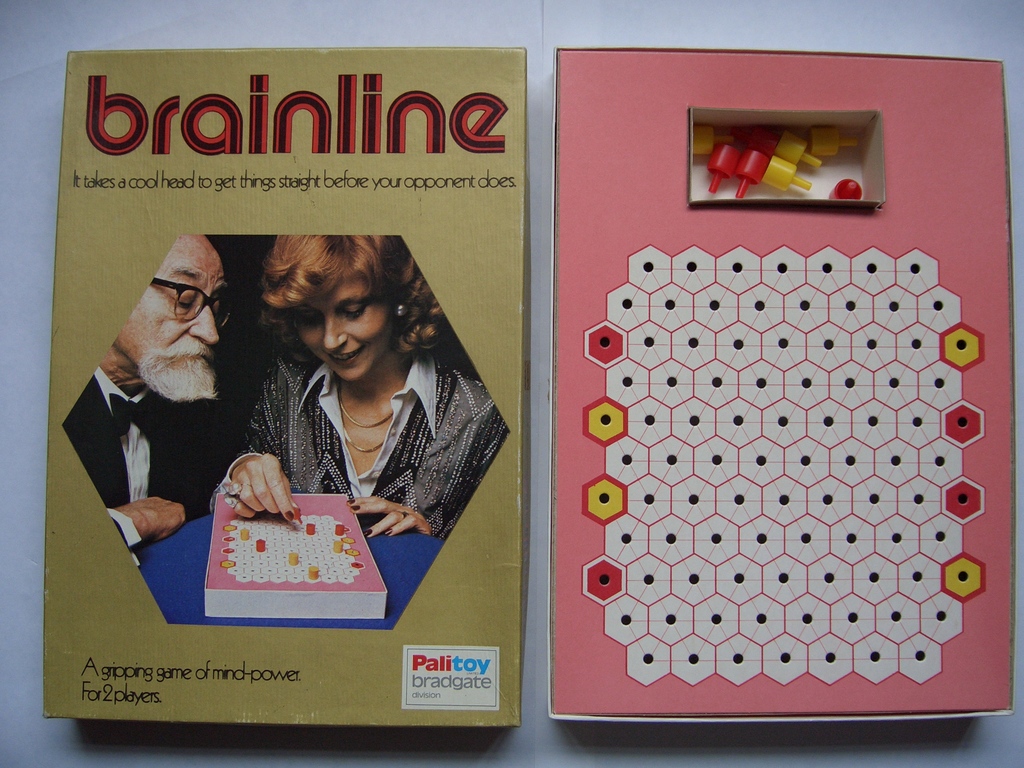 brainline
It takes a cool head to get things straight before your opponent does.
A gripping game of mind-power.
For 2 players.
Palitoy
bradgate
division